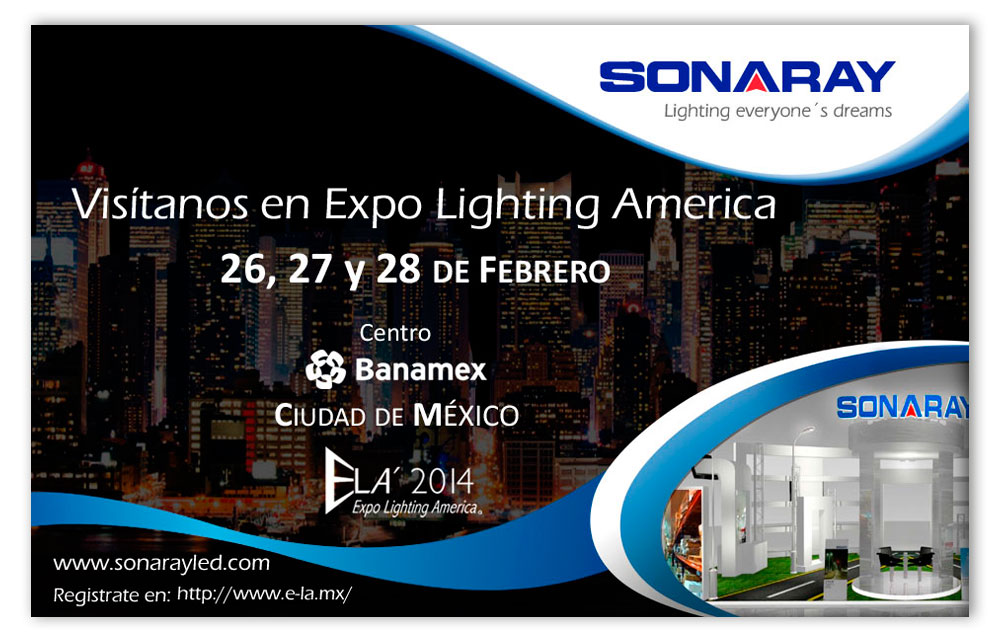 SONARAY
Lighting everyone´s dreams
Visítanos en Expo Lighting America
26, 27 y 28 DE FEBRERO
Centro
Banamex
CIUDAD DE MÉXICO
ELA´ 2014
Expo Lighting America
SONARAY
www.sonarayled.com
Registrate en: http://www.e-la.mx/